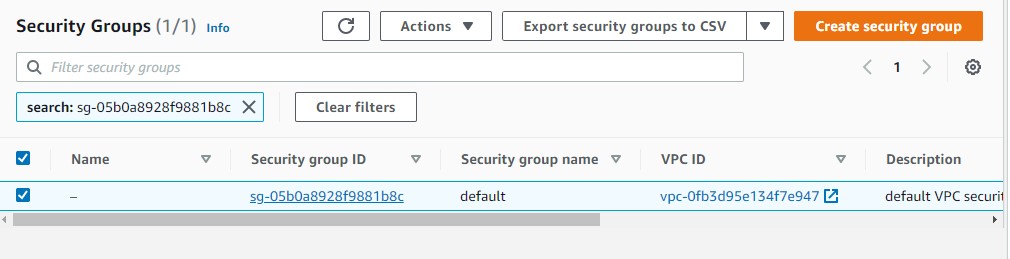 Security Groups (1/1) Info Actions Export security groups to CSV Create security group
Filter security groups 1
search: sg-05b0a8928f9881b8c Clear filters
Name Security group ID Security group name VPC ID Description
– sg-05b0a8928f9881b8c default vpc-0fb3d95e134f7e947 default VPC securit